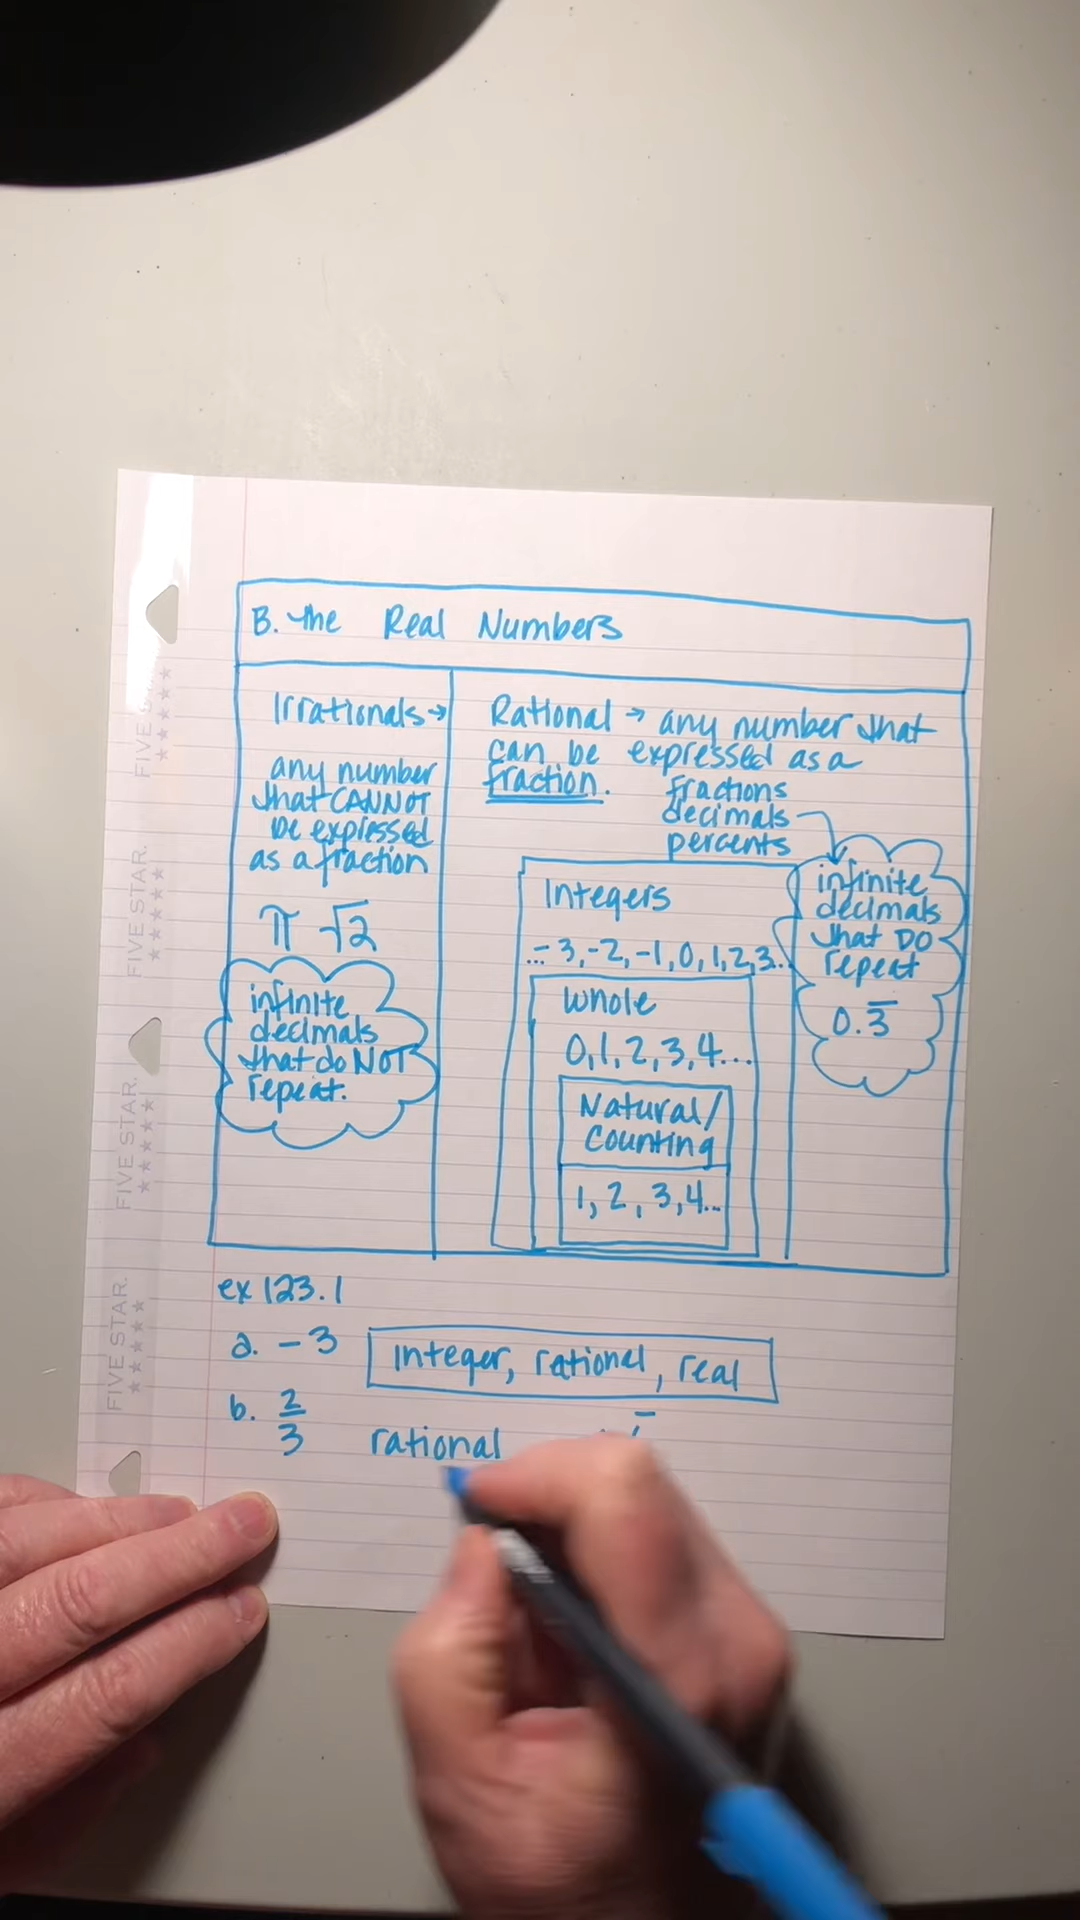 B. the Real Numbers
Irrationals →
any number
that CANNOT
be expressed
as a fraction
π √2
infinite
decimals
that do NOT
repeat.
Rational → any number that
can be expressed as a
fraction.
fractions
decimals
percents
infinite
decimals
that DO
repeat
0.3̅
Integers
... -3, -2, -1, 0, 1, 2, 3...
Whole
0, 1, 2, 3, 4...
Natural/
Counting
1, 2, 3, 4...
ex 123.1
a. -3
Integer, rational, real
b. 2/3
rational
FIVE STAR.
FIVE STAR.
FIVE STAR.
FIVE STAR.